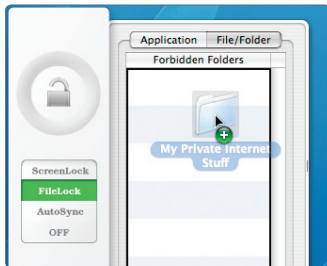 Application
File/Folder
Forbidden Folders
My Private Internet
Stuff
ScreenLock
FileLock
AutoSync
OFF